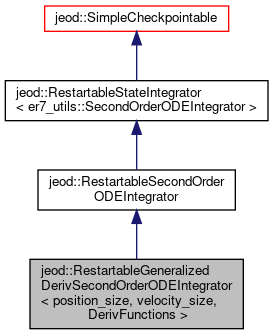 jeod::SimpleCheckpointable
jeod::RestartableStateIntegrator
< er7_utils::SecondOrderODEIntegrator >
jeod::RestartableSecondOrder
ODEIntegrator
jeod::RestartableGeneralized
DerivSecondOrderODEIntegrator
< position_size, velocity_size,
DerivFunctions >